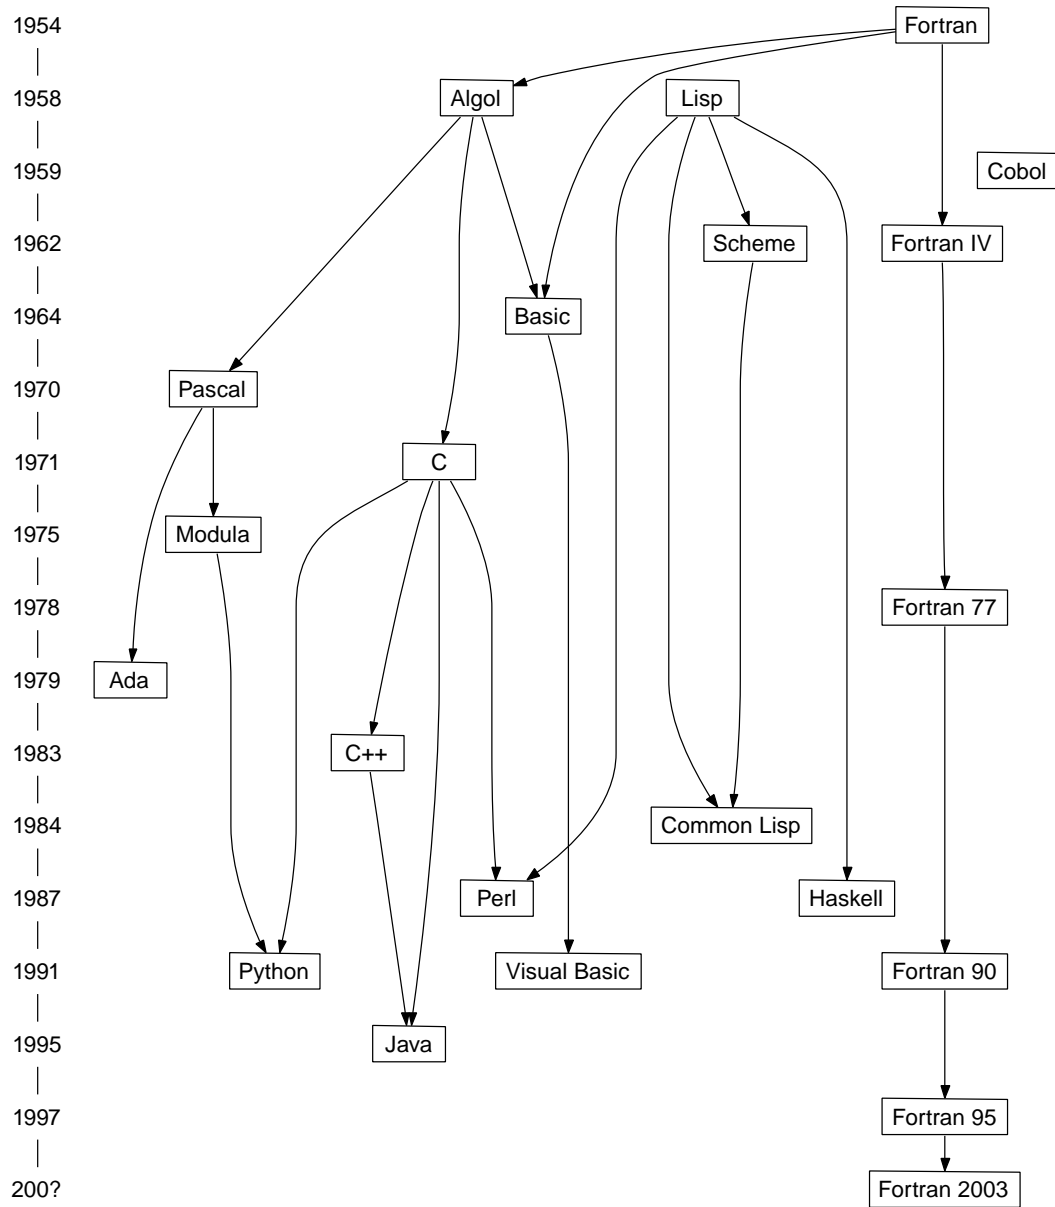 1954
Fortran
1958
Algol
Lisp
1959
Cobol
1962
Scheme
Fortran IV
1964
Basic
1970
Pascal
1971
C
1975
Modula
1978
Fortran 77
1979
Ada
1983
C++
1984
Common Lisp
1987
Perl
Haskell
1991
Python
Visual Basic
Fortran 90
1995
Java
1997
Fortran 95
200?
Fortran 2003